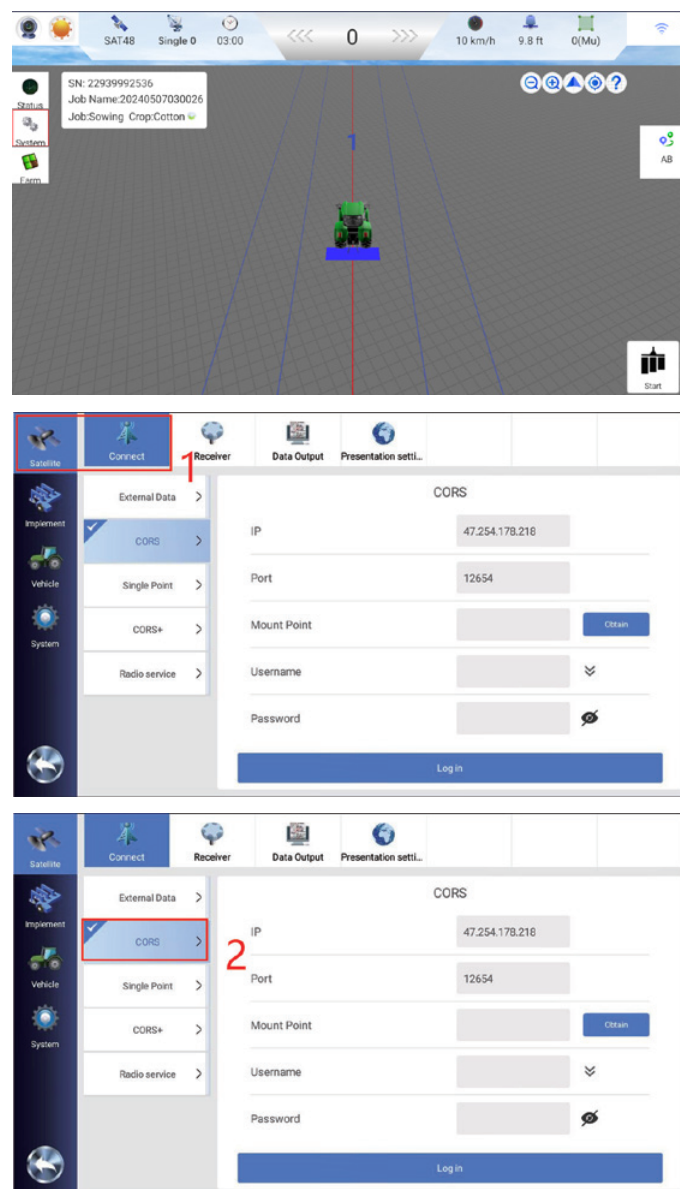 SAT48 Single 0 03:00 <<< 0 >>> 10 km/h 9.8 ft 0(Mu)
SN: 22939992536
Job Name:20240507030026
Job:Sowing Crop:Cotton
Status
System
Farm
?
1
AB
Start
Satellite Connect Receiver Data Output Presentation setti...
1
Implement
Vehicle
System
External Data >
CORS >
Single Point >
CORS+ >
Radio service >
CORS
IP 47.254.178.218
Port 12654
Mount Point Obtain
Username
Password
Log in
Satellite Connect Receiver Data Output Presentation setti...
Implement
Vehicle
System
External Data >
CORS >
2
Single Point >
CORS+ >
Radio service >
CORS
IP 47.254.178.218
Port 12654
Mount Point Obtain
Username
Password
Log in